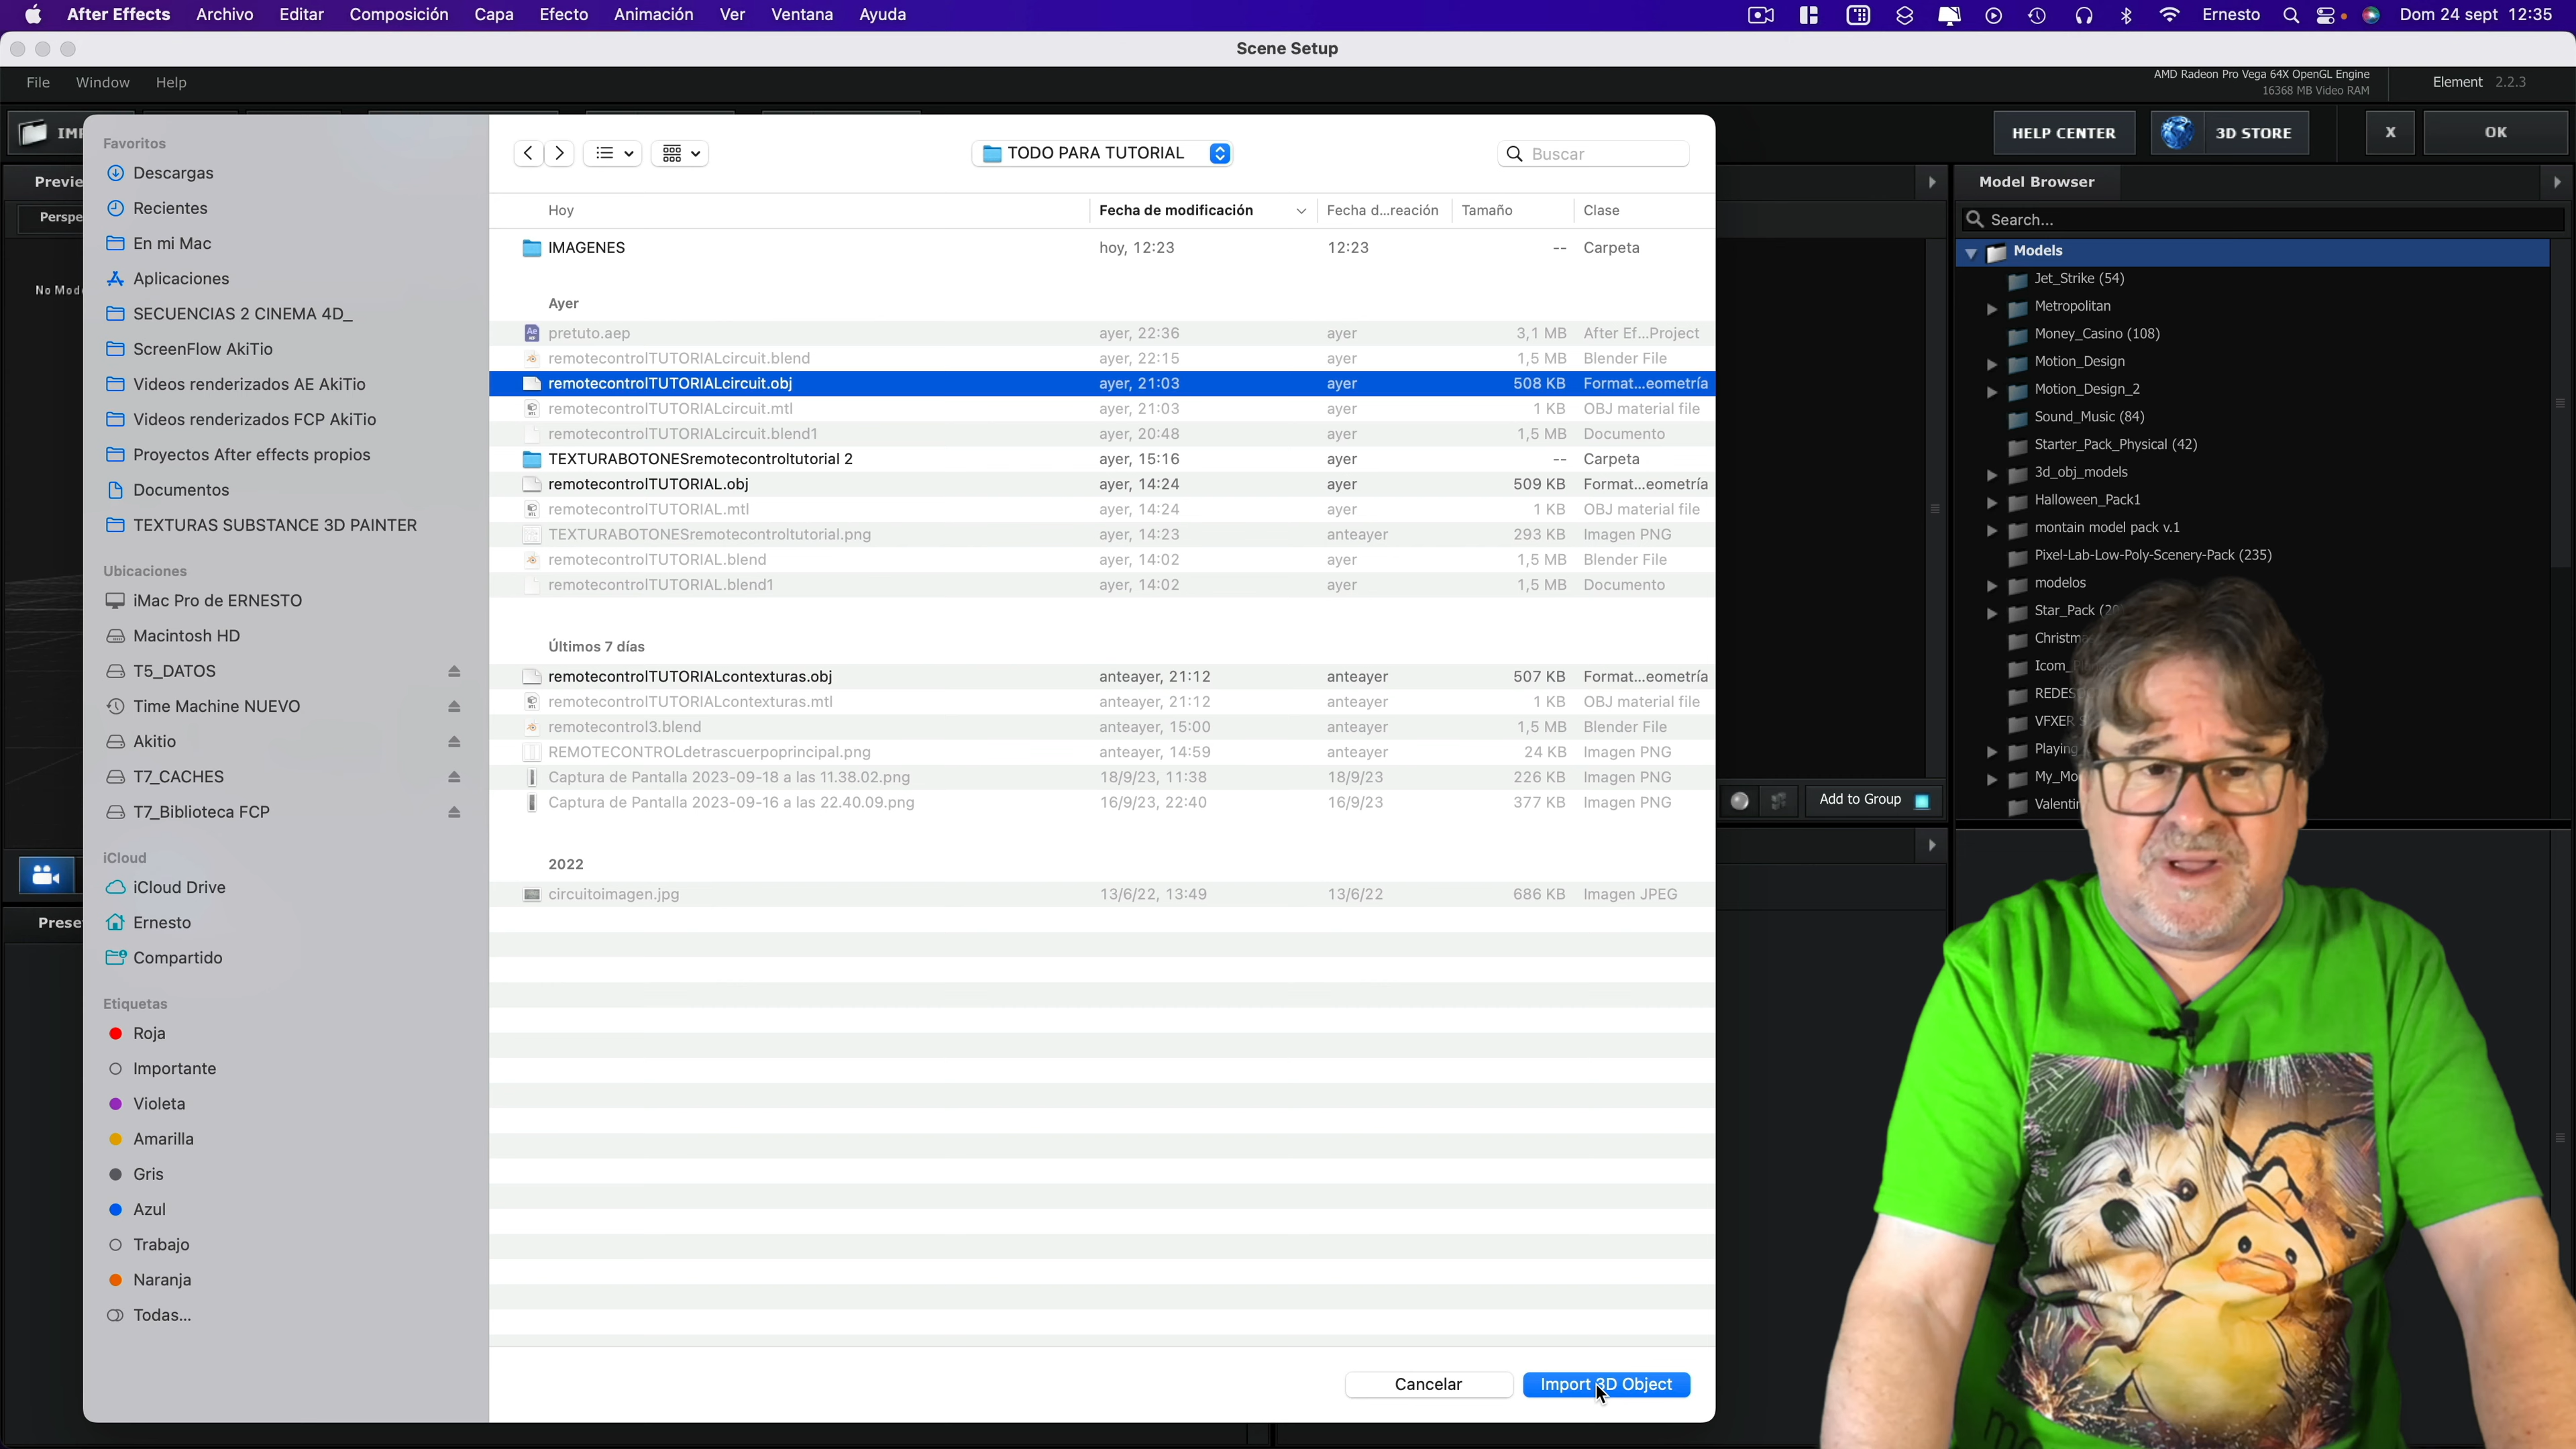 After Effects Archivo Editar Composición Capa Efecto Animación Ver Ventana Ayuda Ernesto Dom 24 sept 12:35
Scene Setup
File Window Help AMD Radeon Pro Vega 64X OpenGL Engine
16368 MB Video RAM
Element 2.2.3
HELP CENTER 3D STORE X OK
Model Browser
Search...
Models
Jet_Strike (54)
Metropolitan
Money_Casino (108)
Motion_Design
Motion_Design_2
Sound_Music (84)
Starter_Pack_Physical (42)
3d_obj_models
Halloween_Pack1
montain model pack v.1
Pixel-Lab-Low-Poly-Scenery-Pack (235)
modelos
Add to Group
Favoritos
Descargas
Recientes
En mi Mac
Aplicaciones
SECUENCIAS 2 CINEMA 4D_
ScreenFlow AkiTio
Videos renderizados AE AkiTio
Videos renderizados FCP AkiTio
Proyectos After effects propios
Documentos
TEXTURAS SUBSTANCE 3D PAINTER
Ubicaciones
iMac Pro de ERNESTO
Macintosh HD
T5_DATOS
Time Machine NUEVO
Akitio
T7_CACHES
T7_Biblioteca FCP
iCloud
iCloud Drive
Ernesto
Compartido
Etiquetas
Roja
Importante
Violeta
Amarilla
Gris
Azul
Trabajo
Naranja
Todas...
TODO PARA TUTORIAL
Buscar
Hoy Fecha de modificación Fecha d...reación Tamaño Clase
IMAGENES hoy, 12:23 12:23 -- Carpeta
Ayer
pretuto.aep ayer, 22:36 ayer 3,1 MB After Ef...Project
remotecontrolTUTORIALcircuit.blend ayer, 22:15 ayer 1,5 MB Blender File
remotecontrolTUTORIALcircuit.obj ayer, 21:03 ayer 508 KB Format...eometría
remotecontrolTUTORIALcircuit.mtl ayer, 21:03 ayer 1 KB OBJ material file
remotecontrolTUTORIALcircuit.blend1 ayer, 20:48 ayer 1,5 MB Documento
TEXTURABOTONESremotecontroltutorial 2 ayer, 15:16 ayer -- Carpeta
remotecontrolTUTORIAL.obj ayer, 14:24 ayer 509 KB Format...eometría
remotecontrolTUTORIAL.mtl ayer, 14:24 ayer 1 KB OBJ material file
TEXTURABOTONESremotecontroltutorial.png ayer, 14:23 anteayer 293 KB Imagen PNG
remotecontrolTUTORIAL.blend ayer, 14:02 ayer 1,5 MB Blender File
remotecontrolTUTORIAL.blend1 ayer, 14:02 ayer 1,5 MB Documento
Últimos 7 días
remotecontrolTUTORIALcontexturas.obj anteayer, 21:12 anteayer 507 KB Format...eometría
remotecontrolTUTORIALcontexturas.mtl anteayer, 21:12 anteayer 1 KB OBJ material file
remotecontrol3.blend anteayer, 15:00 anteayer 1,5 MB Blender File
REMOTECONTROLdetrascuerpoprincipal.png anteayer, 14:59 anteayer 24 KB Imagen PNG
Captura de Pantalla 2023-09-18 a las 11.38.02.png 18/9/23, 11:38 18/9/23 226 KB Imagen PNG
Captura de Pantalla 2023-09-16 a las 22.40.09.png 16/9/23, 22:40 16/9/23 377 KB Imagen PNG
2022
circuitoimagen.jpg 13/6/22, 13:49 13/6/22 686 KB Imagen JPEG
Cancelar Import 3D Object